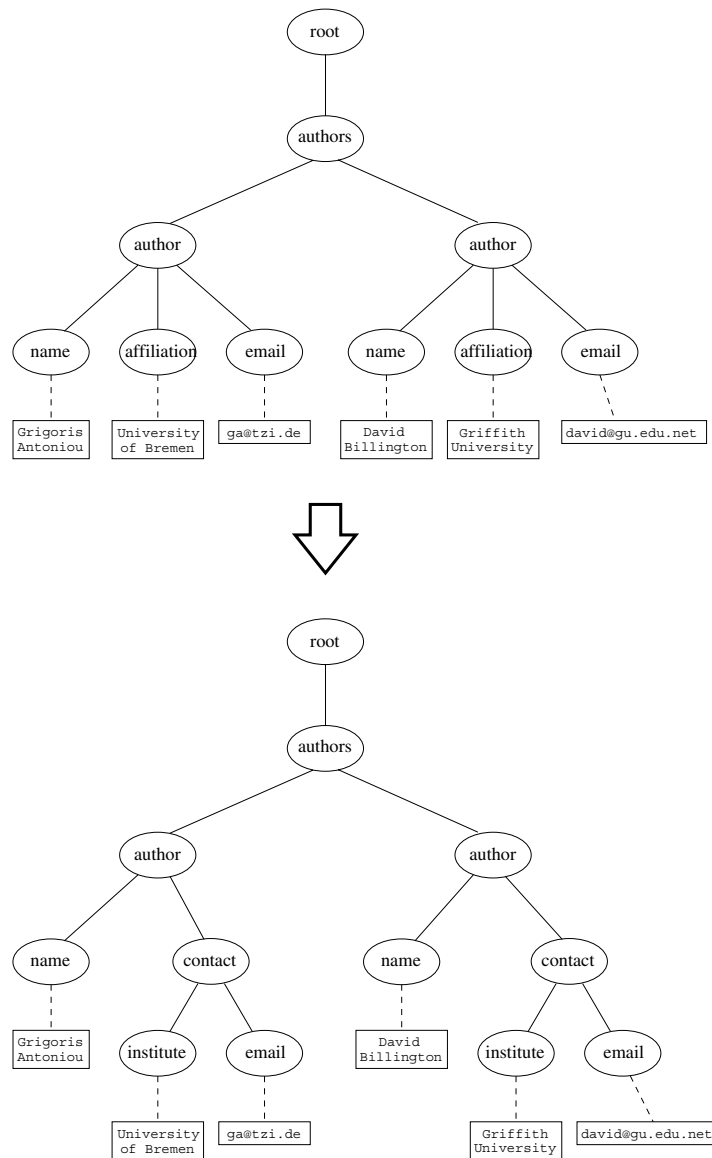 root
authors
author author
name affiliation email name affiliation email
Grigoris
Antoniou
University
of Bremen
ga@tzi.de
David
Billington
Griffith
University
david@gu.edu.net
root
authors
author author
name contact name contact
Grigoris
Antoniou
institute email
David
Billington
institute email
University
of Bremen
ga@tzi.de
Griffith
University
david@gu.edu.net